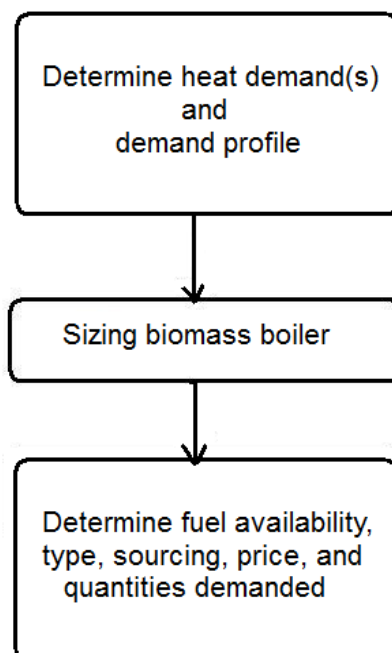 Determine heat demand(s)
and
demand profile
Sizing biomass boiler
Determine fuel availability,
type, sourcing, price, and
quantities demanded